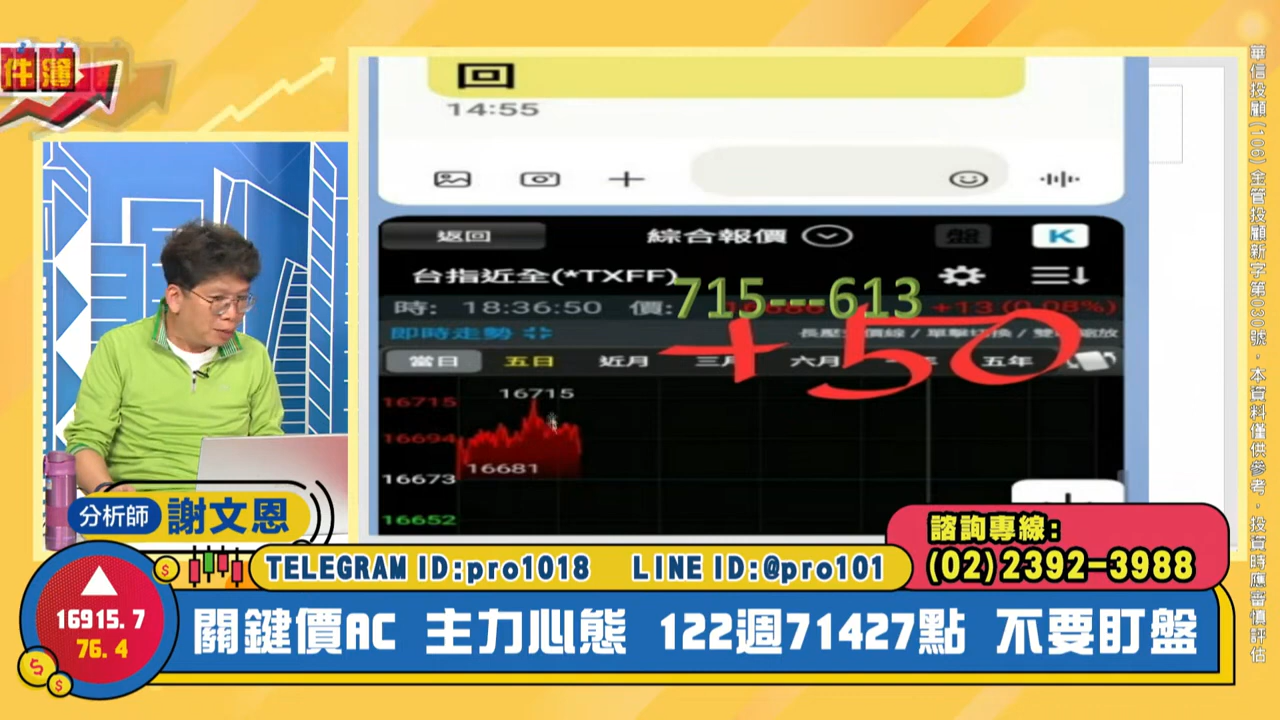 件簿
回
14:55
返回
綜合報價
盤
K
台指近全(*TXFF)
715---613
時: 18:36:50 價: 16686 +13(0.08%)
+50
即時走勢
當日 五日 近月 三月 六月 五年
16715
16715
16694
16681
16673
16652
分析師 謝文恩
諮詢專線:
(02)2392-3988
TELEGRAM ID:pro1018 LINE ID:@pro101
16915.7
76.4
關鍵價AC 主力心態 122週71427點 不要盯盤
華信投顧(106)金管投顧新字第030號，本資料僅供參考，投資時應審慎評估